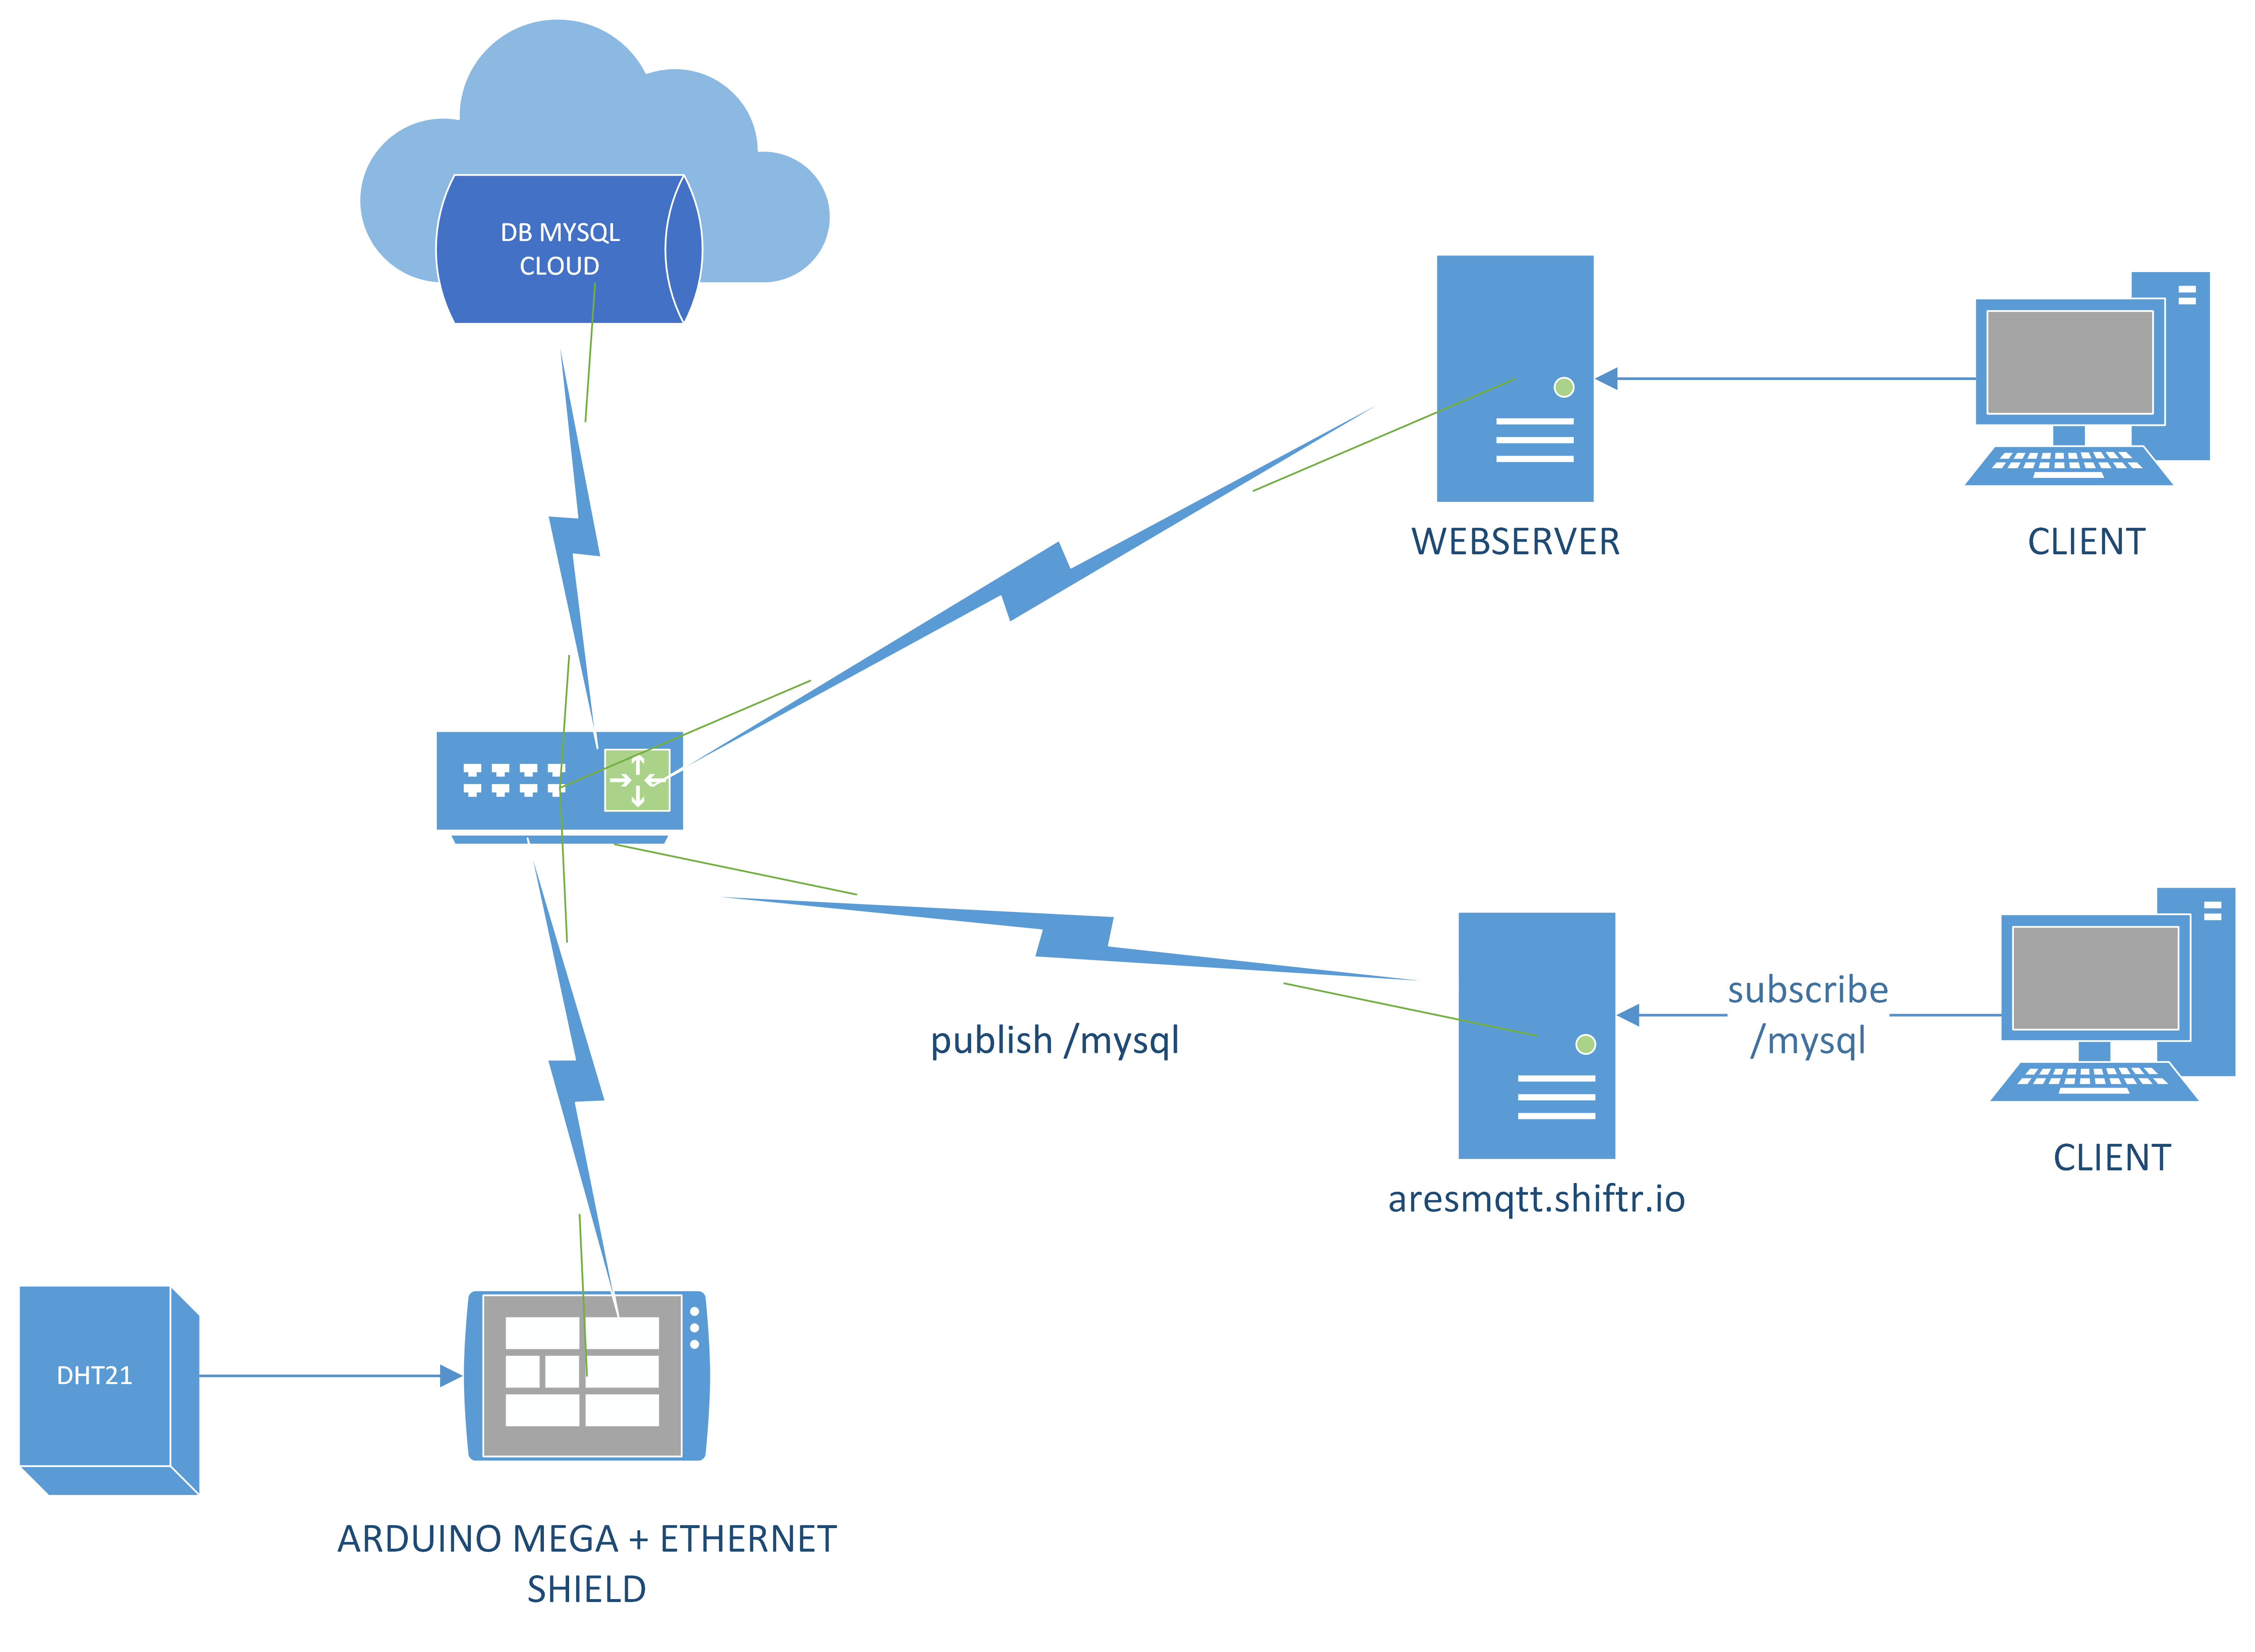 DB MYSQL
CLOUD
WEBSERVER
CLIENT
subscribe
/mysql
publish /mysql
CLIENT
aresmqtt.shiftr.io
DHT21
ARDUINO MEGA + ETHERNET
SHIELD